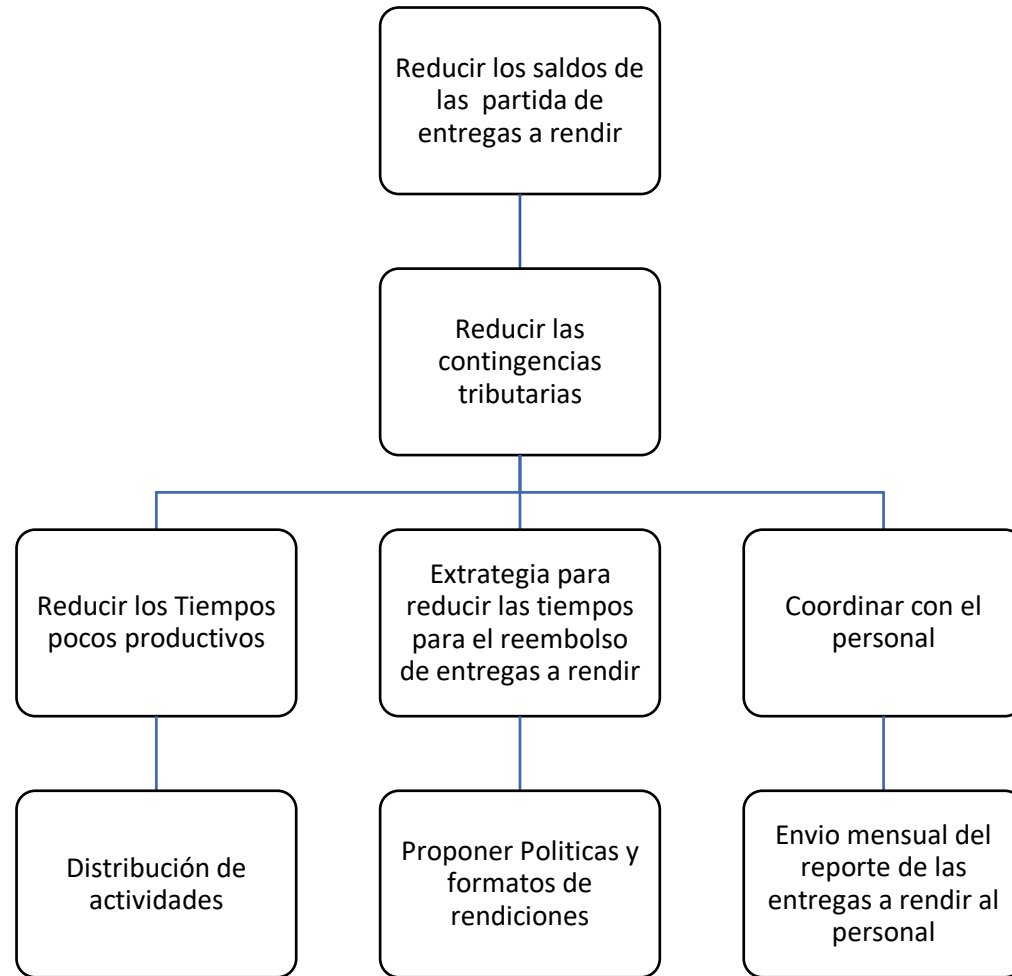 Reducir los saldos de
las  partida de
entregas a rendir
Reducir las
contingencias
tributarias
Reducir los Tiempos
pocos productivos
Extrategia para
reducir las tiempos
para el reembolso
de entregas a rendir
Coordinar con el
personal
Distribución de
actividades
Proponer Politicas y
formatos de
rendiciones
Envio mensual del
reporte de las
entregas a rendir al
personal